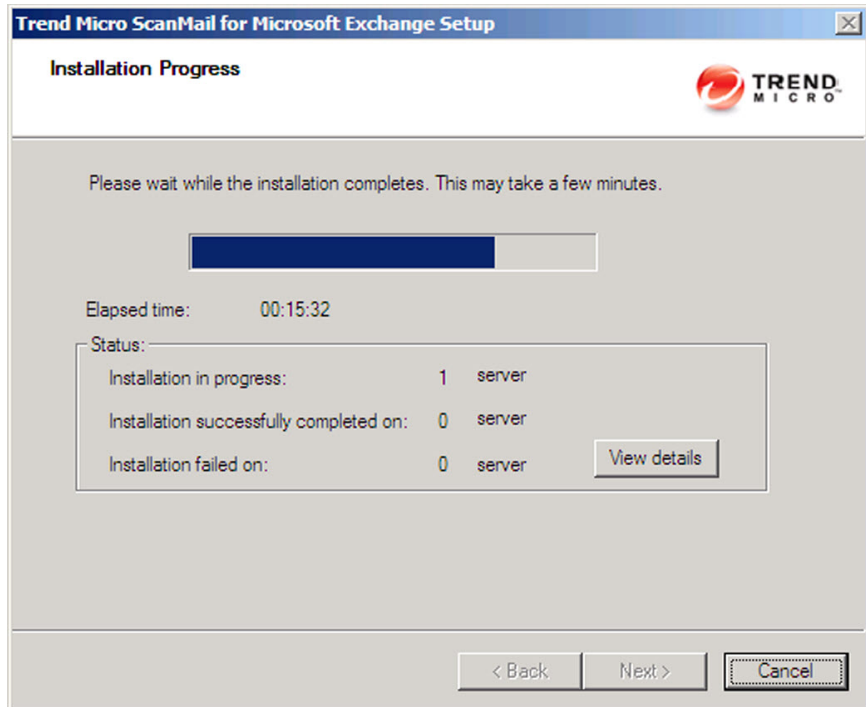 Trend Micro ScanMail for Microsoft Exchange Setup
Installation Progress
TREND
MICRO™
Please wait while the installation completes. This may take a few minutes.
Elapsed time: 00:15:32
Status:
Installation in progress: 1 server
Installation successfully completed on: 0 server
Installation failed on: 0 server
View details
< Back Next > Cancel